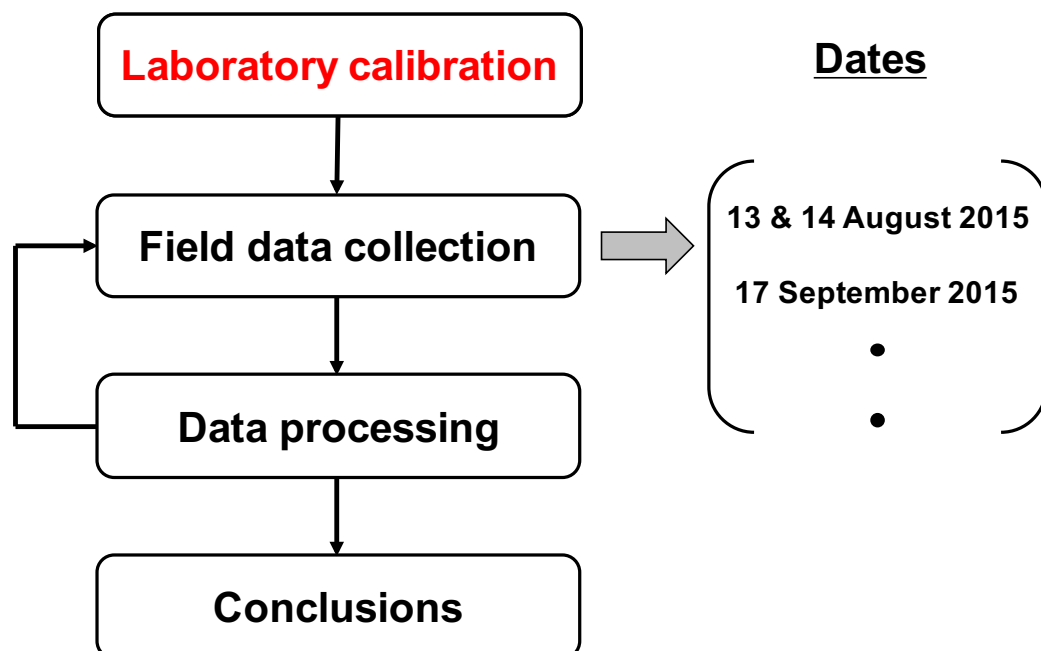 Laboratory calibration
Dates
Field data collection
13 & 14 August 2015
17 September 2015
•
•
Data processing
Conclusions